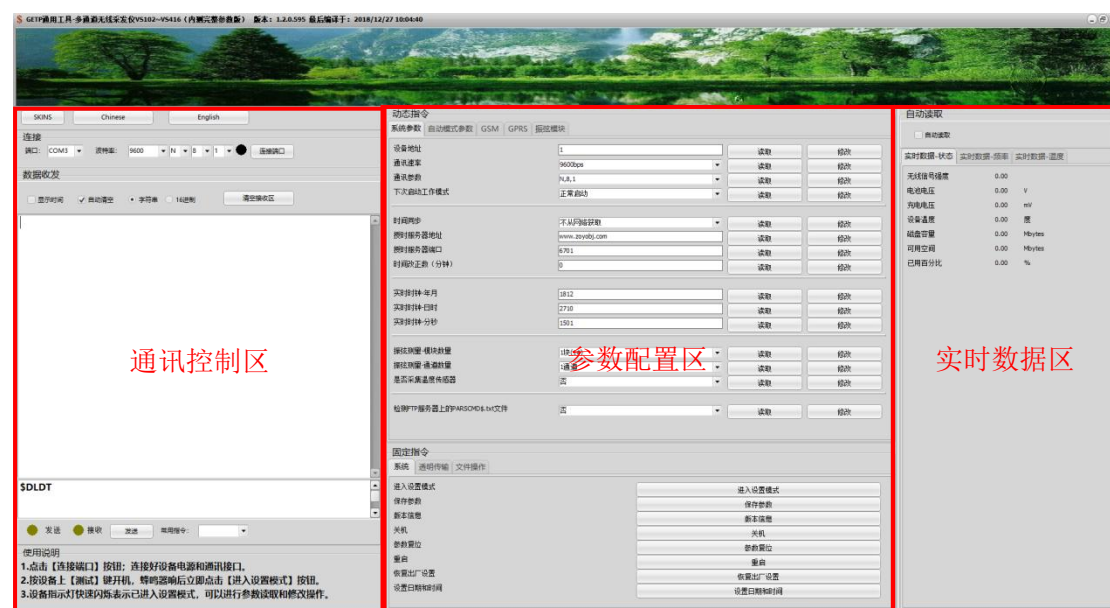 GETP通用工具-多通道无线采发仪VS102~VS416（内测完整参数版） 版本：1.2.0.595 最后编译于：2018/12/27 10:04:40
SKINS Chinese English
连接
端口: COM3 波特率: 9600 N 8 1 连接端口
数据收发
显示时间 自动清空 字符串 16进制 清空接收区
通讯控制区
$DLDT
发送 接收 发送 常用指令:
使用说明
1.点击【连接端口】按钮；连接好设备电源和通讯接口。
2.按设备上【测试】键开机，蜂鸣器响后立即点击【进入设置模式】按钮。
3.设备指示灯快速闪烁表示已进入设置模式，可以进行参数读取和修改操作。
动态指令
系统参数 自动模式参数 GSM GPRS 振弦模块
设备地址 1 读取 修改
通讯速率 9600bps 读取 修改
通讯参数 N,8,1 读取 修改
下次启动工作模式 正常启动 读取 修改
时间同步 不从网络获取 读取 修改
授时服务器地址 www.zoyobj.com 读取 修改
授时服务器端口 6701 读取 修改
时间改正数（分钟） 0 读取 修改
实时时钟-年月 1812 读取 修改
实时时钟-日时 2710 读取 修改
实时时钟-分秒 1501 读取 修改
振弦测量-模块数量 读取 修改
参数配置区
振弦测量-通道数量 1通道 读取 修改
是否采集温度传感器 否 读取 修改
检测FTP服务器上的PARSCMD$.txt文件 否 读取 修改
固定指令
系统 透明传输 文件操作
进入设置模式 进入设置模式
保存参数 保存参数
版本信息 版本信息
关机 关机
参数复位 参数复位
重启 重启
恢复出厂设置 恢复出厂设置
设置日期和时间 设置日期和时间
自动读取
自动读取
实时数据-状态 实时数据-频率 实时数据-温度
无线信号强度 0.00
电池电压 0.00 V
充电电压 0.00 mV
设备温度 0.00 度
磁盘容量 0.00 Mbytes
可用空间 0.00 Mbytes
已用百分比 0.00 %
实时数据区